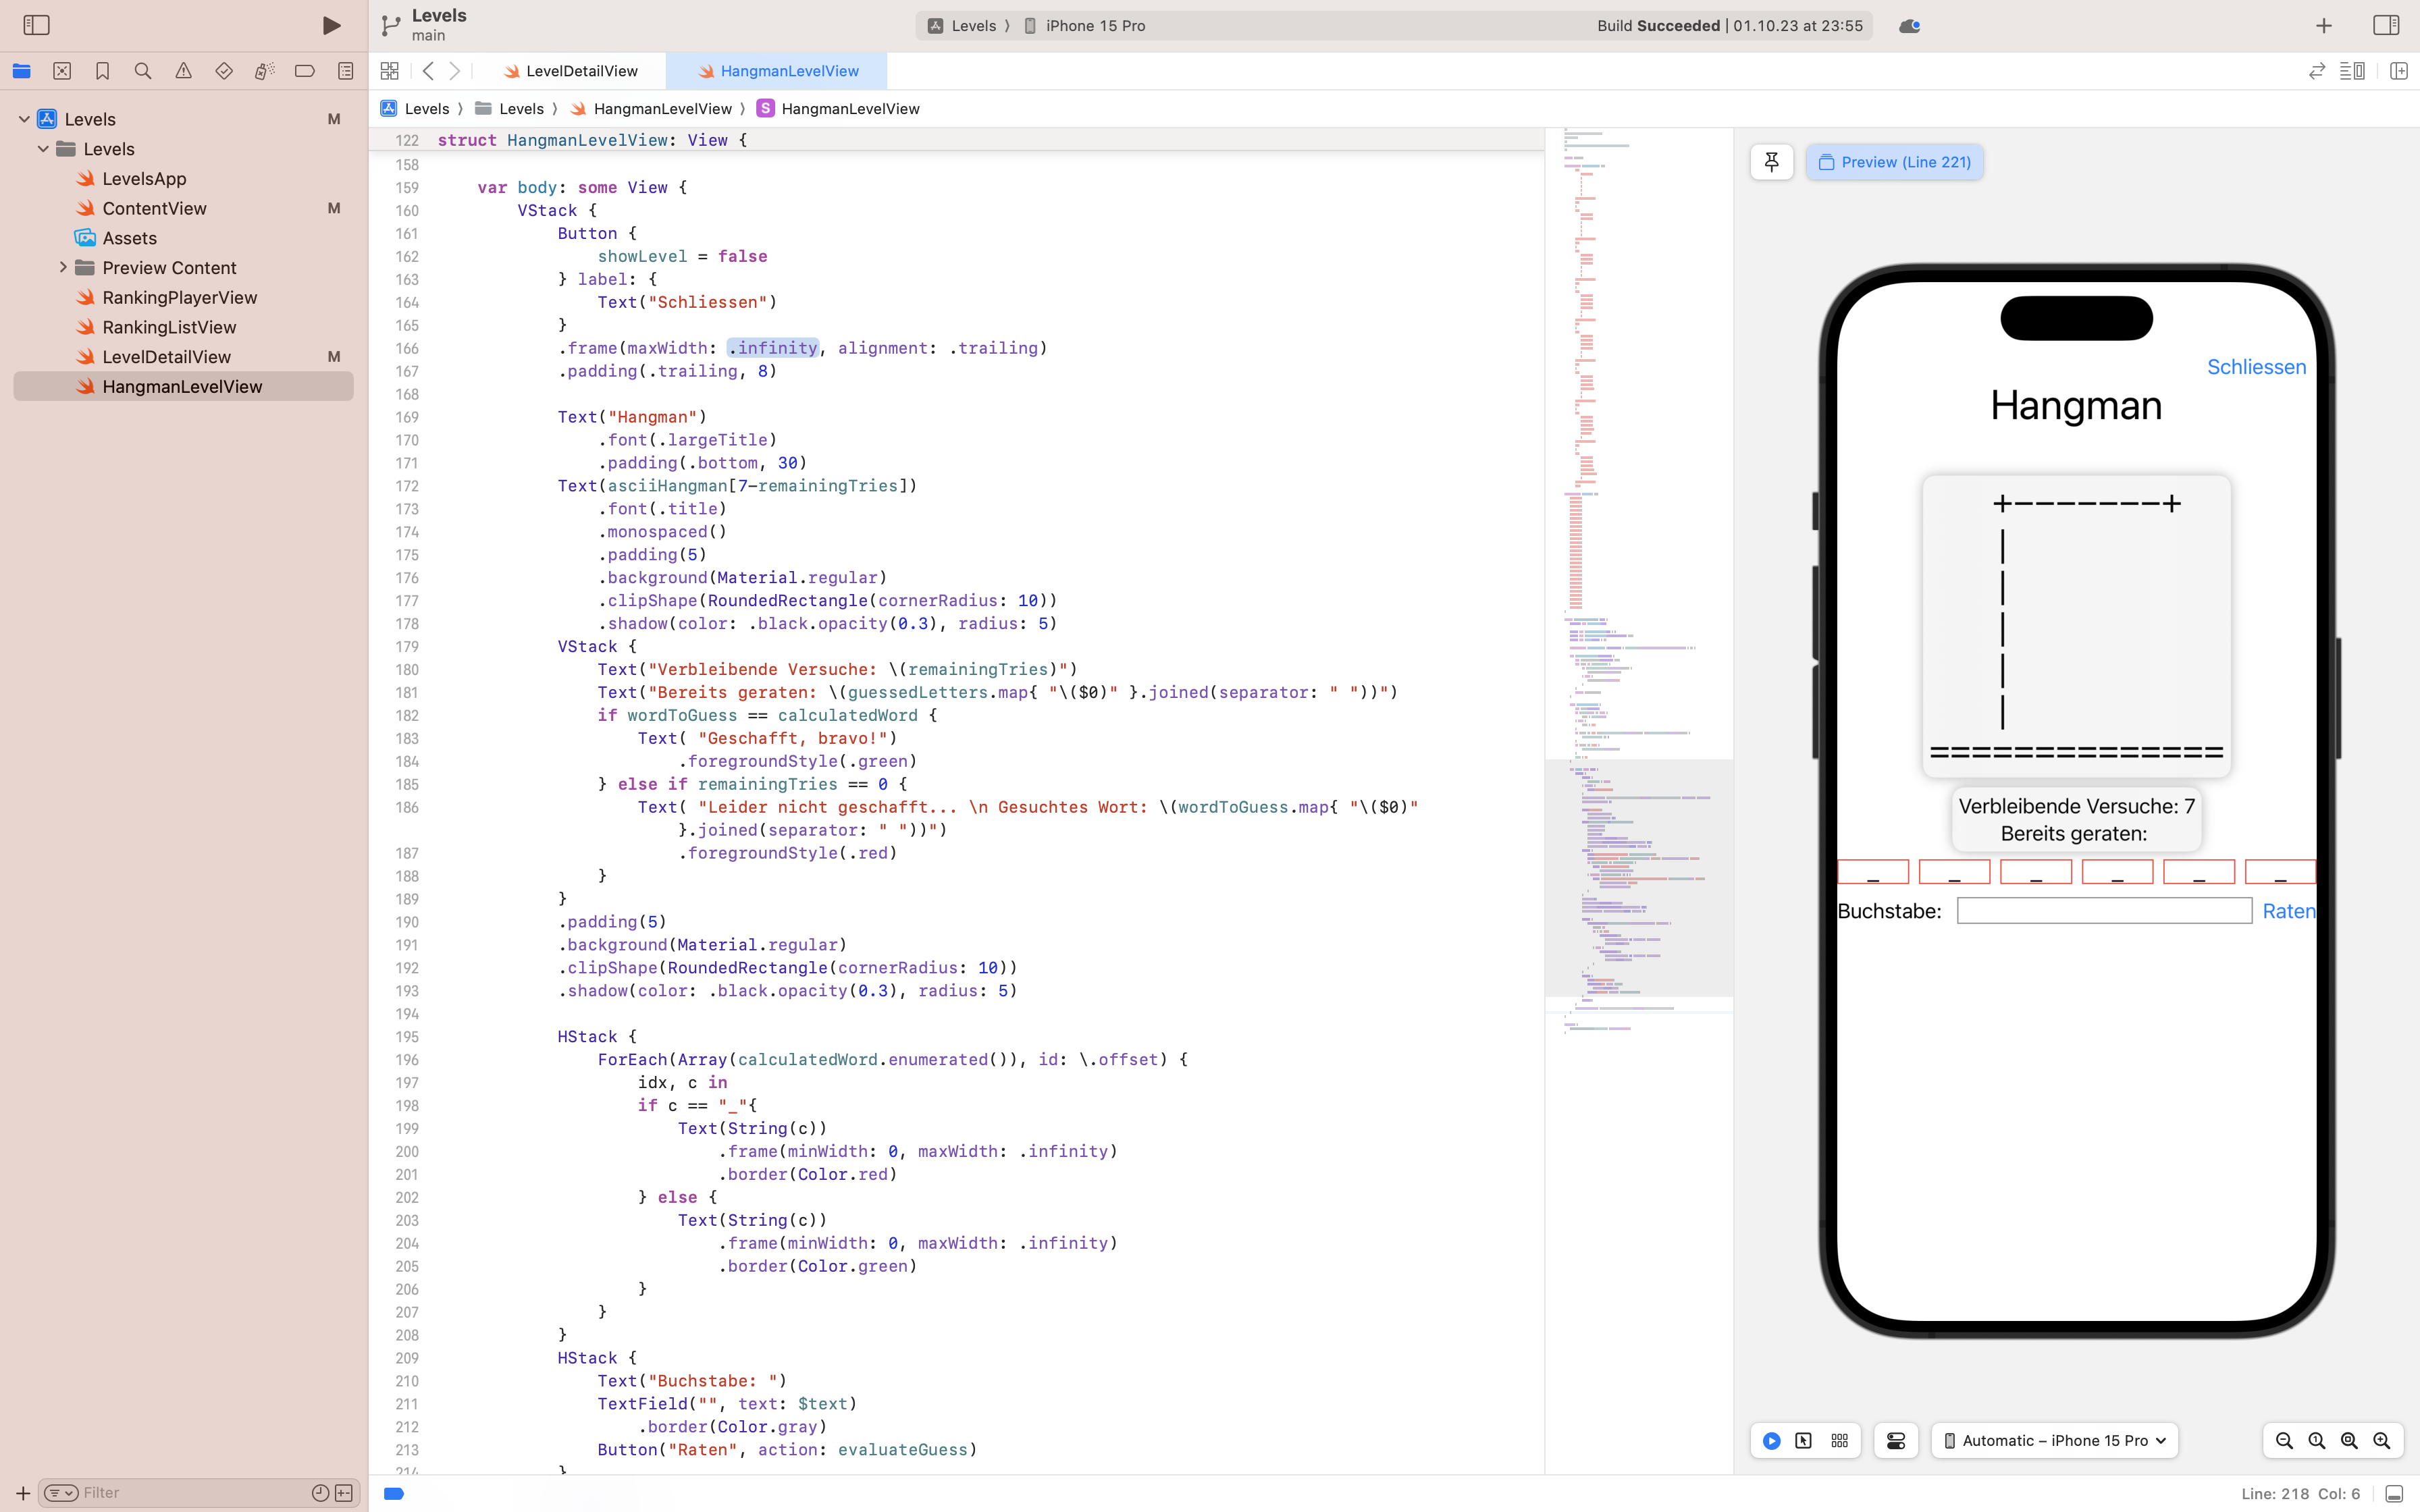 Levels
main
Levels 〉 iPhone 15 Pro
Build Succeeded | 01.10.23 at 23:55
LevelDetailView
HangmanLevelView
Levels 〉 Levels 〉 HangmanLevelView 〉 S HangmanLevelView
Levels M
Levels
LevelsApp
ContentView M
Assets
Preview Content
RankingPlayerView
RankingListView
LevelDetailView M
HangmanLevelView
Filter
122 struct HangmanLevelView: View {
158
159 var body: some View {
160 VStack {
161 Button {
162 showLevel = false
163 } label: {
164 Text("Schliessen")
165 }
166 .frame(maxWidth: .infinity, alignment: .trailing)
167 .padding(.trailing, 8)
168
169 Text("Hangman")
170 .font(.largeTitle)
171 .padding(.bottom, 30)
172 Text(asciiHangman[7-remainingTries])
173 .font(.title)
174 .monospaced()
175 .padding(5)
176 .background(Material.regular)
177 .clipShape(RoundedRectangle(cornerRadius: 10))
178 .shadow(color: .black.opacity(0.3), radius: 5)
179 VStack {
180 Text("Verbleibende Versuche: \(remainingTries)")
181 Text("Bereits geraten: \(guessedLetters.map{ "\($0)" }.joined(separator: " "))")
182 if wordToGuess == calculatedWord {
183 Text( "Geschafft, bravo!")
184 .foregroundStyle(.green)
185 } else if remainingTries == 0 {
186 Text( "Leider nicht geschafft... \n Gesuchtes Wort: \(wordToGuess.map{ "\($0)"
}.joined(separator: " "))")
187 .foregroundStyle(.red)
188 }
189 }
190 .padding(5)
191 .background(Material.regular)
192 .clipShape(RoundedRectangle(cornerRadius: 10))
193 .shadow(color: .black.opacity(0.3), radius: 5)
194
195 HStack {
196 ForEach(Array(calculatedWord.enumerated()), id: \.offset) {
197 idx, c in
198 if c == "_"{
199 Text(String(c))
200 .frame(minWidth: 0, maxWidth: .infinity)
201 .border(Color.red)
202 } else {
203 Text(String(c))
204 .frame(minWidth: 0, maxWidth: .infinity)
205 .border(Color.green)
206 }
207 }
208 }
209 HStack {
210 Text("Buchstabe: ")
211 TextField("", text: $text)
212 .border(Color.gray)
213 Button("Raten", action: evaluateGuess)
214 }
Preview (Line 221)
Schliessen
Hangman
+-------+
|
|
|
|
|
==============
Verbleibende Versuche: 7
Bereits geraten:
_ _ _ _ _ _
Buchstabe: Raten
Automatic – iPhone 15 Pro
Line: 218 Col: 6